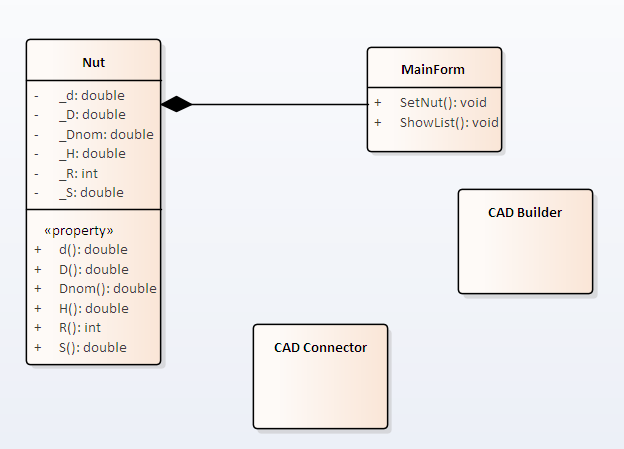 Nut
- _d: double
- _D: double
- _Dnom: double
- _H: double
- _R: int
- _S: double
«property»
+ d(): double
+ D(): double
+ Dnom(): double
+ H(): double
+ R(): int
+ S(): double
MainForm
+ SetNut(): void
+ ShowList(): void
CAD Builder
CAD Connector